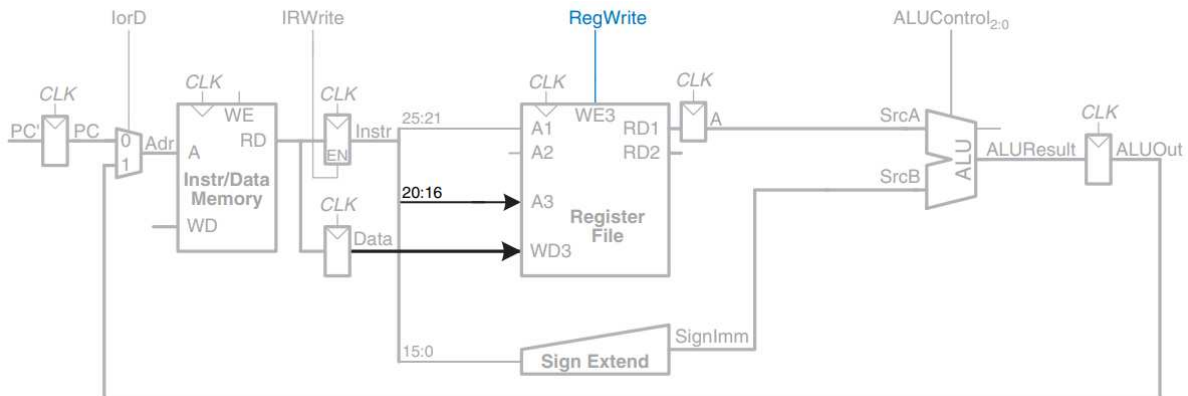 IorD
IRWrite
RegWrite
ALUControl2:0
CLK
CLK
CLK
CLK
CLK
CLK
PC'
PC
0
1
Adr
WE
A
RD
Instr/Data
Memory
WD
EN
Instr
25:21
A1
WE3
RD1
A
A2
RD2
20:16
A3
Register
File
CLK
Data
WD3
SrcA
SrcB
ALU
ALUResult
ALUOut
15:0
Sign Extend
SignImm